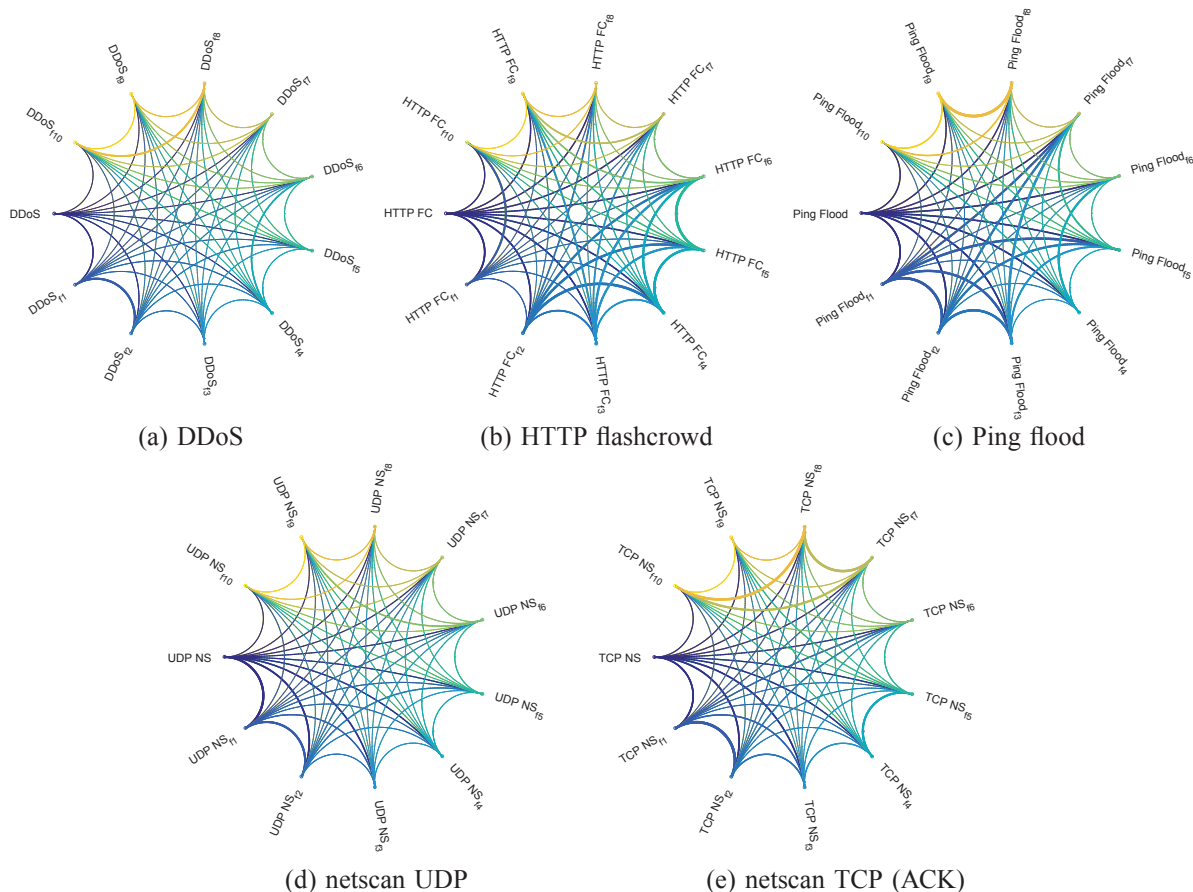 DDoS
DDoSf1
DDoSf2
DDoSf3
DDoSf4
DDoSf5
DDoSf6
DDoSf7
DDoSf8
DDoSf9
DDoSf10
(a) DDoS
HTTP FC
HTTP FCf1
HTTP FCf2
HTTP FCf3
HTTP FCf4
HTTP FCf5
HTTP FCf6
HTTP FCf7
HTTP FCf8
HTTP FCf9
HTTP FCf10
(b) HTTP flashcrowd
Ping Flood
Ping Floodf1
Ping Floodf2
Ping Floodf3
Ping Floodf4
Ping Floodf5
Ping Floodf6
Ping Floodf7
Ping Floodf8
Ping Floodf9
Ping Floodf10
(c) Ping flood
UDP NS
UDP NSf1
UDP NSf2
UDP NSf3
UDP NSf4
UDP NSf5
UDP NSf6
UDP NSf7
UDP NSf8
UDP NSf9
UDP NSf10
(d) netscan UDP
TCP NS
TCP NSf1
TCP NSf2
TCP NSf3
TCP NSf4
TCP NSf5
TCP NSf6
TCP NSf7
TCP NSf8
TCP NSf9
TCP NSf10
(e) netscan TCP (ACK)